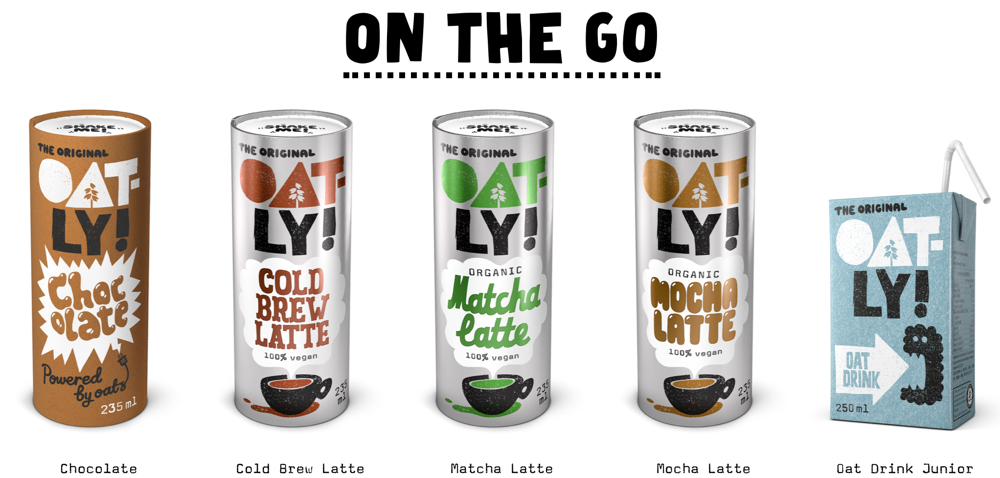 ON THE GO
SHAKE
ME!
THE ORIGINAL
OAT-
LY!
Choc
olate
Powered
by oats
235 ml
SHAKE
ME!
THE ORIGINAL
OAT-
LY!
COLD
BREW
LATTE
100% vegan
235
ml
SHAKE
ME!
THE ORIGINAL
OAT-
LY!
ORGANIC
Matcha
latte
100% vegan
235
ml
SHAKE
ME!
THE ORIGINAL
OAT-
LY!
ORGANIC
MOCHA
LATTE
100% vegan
235
ml
THE ORIGINAL
OAT-
LY!
OAT
DRINK
250 ml
Chocolate
Cold Brew Latte
Matcha Latte
Mocha Latte
Oat Drink Junior